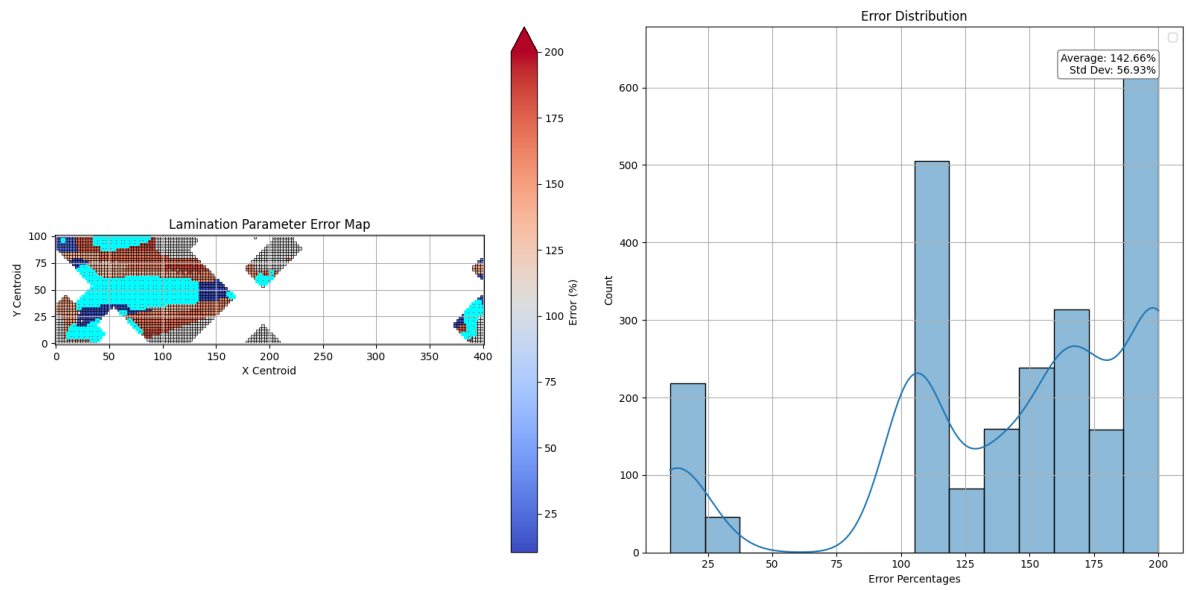 Lamination Parameter Error Map
100
75
50
25
0
Y Centroid
0 50 100 150 200 250 300 350 400
X Centroid
200
175
150
125
100
75
50
25
Error (%)
Error Distribution
Average: 142.66%
Std Dev: 56.93%
600
500
400
300
200
100
0
Count
25 50 75 100 125 150 175 200
Error Percentages